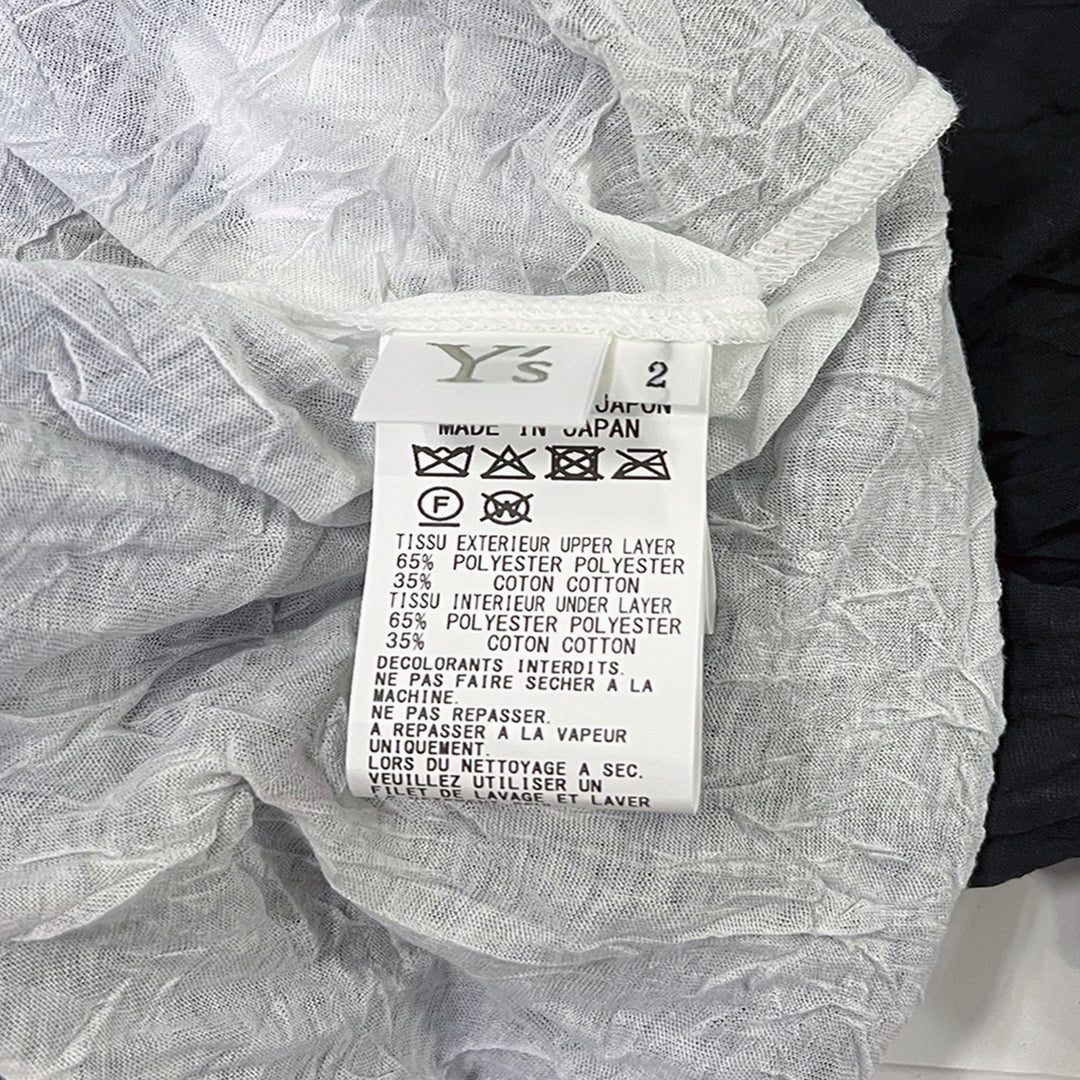 Y's
2
JAPON
MADE IN JAPAN
F
W
TISSU EXTERIEUR UPPER LAYER
65% POLYESTER POLYESTER
35% COTON COTTON
TISSU INTERIEUR UNDER LAYER
65% POLYESTER POLYESTER
35% COTON COTTON
DECOLORANTS INTERDITS.
NE PAS FAIRE SECHER A LA
MACHINE.
NE PAS REPASSER.
A REPASSER A LA VAPEUR
UNIQUEMENT.
LORS DU NETTOYAGE A SEC.
VEUILLEZ UTILISER UN
FILET DE LAVAGE ET LAVER